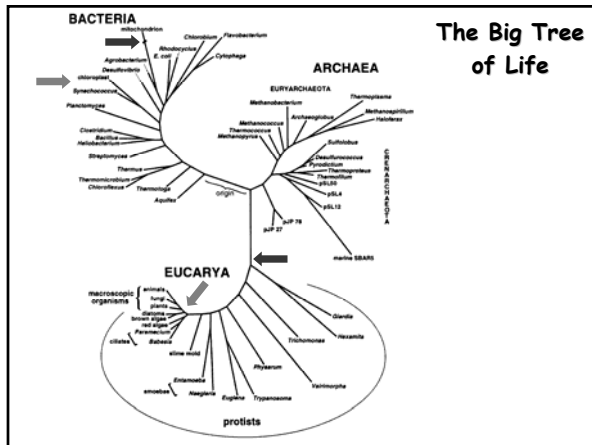 The Big Tree
of Life
BACTERIA
mitochondrion
Chlorobium
Flavobacterium
Rhodocyclus
E. coli
Cytophaga
Agrobacterium
Desulfovibrio
chloroplast
Synechococcus
Planctomyces
Clostridium
Bacillus
Heliobacterium
Streptomyces
Thermus
Thermomicrobium
Chloroflexus
Thermotoga
Aquifex
origin
ARCHAEA
EURYARCHAEOTA
Methanobacterium
Thermoplasma
Archaeoglobus
Methanospirillum
Haloferax
Methanococcus
Thermococcus
Methanopyrus
Sulfolobus
Desulfurococcus
Pyrodictium
Thermoproteus
Thermofilum
pSL50
pSL4
pSL12
CRENARCHAEOTA
pJP 78
pJP 27
marine SBAR5
EUCARYA
macroscopic
organisms
animals
fungi
plants
diatoms
brown algae
red algae
ciliates
Paramecium
Babesia
slime mold
amoebae
Entamoeba
Naegleria
Euglena
Trypanosoma
Physarum
Vairimorpha
Trichomonas
Hexamita
Giardia
protists